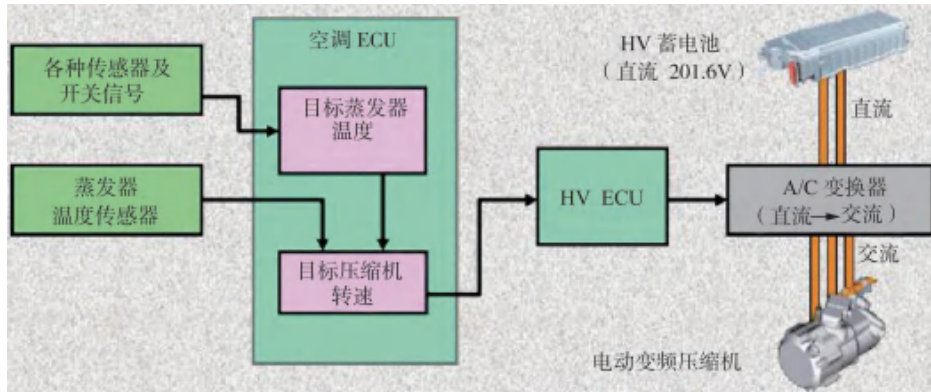 空调 ECU
HV 蓄电池
（直流 201.6V）
各种传感器及
开关信号
目标蒸发器
温度
直流
蒸发器
温度传感器
HV ECU
A/C 变换器
（直流→交流）
目标压缩机
转速
交流
电动变频压缩机